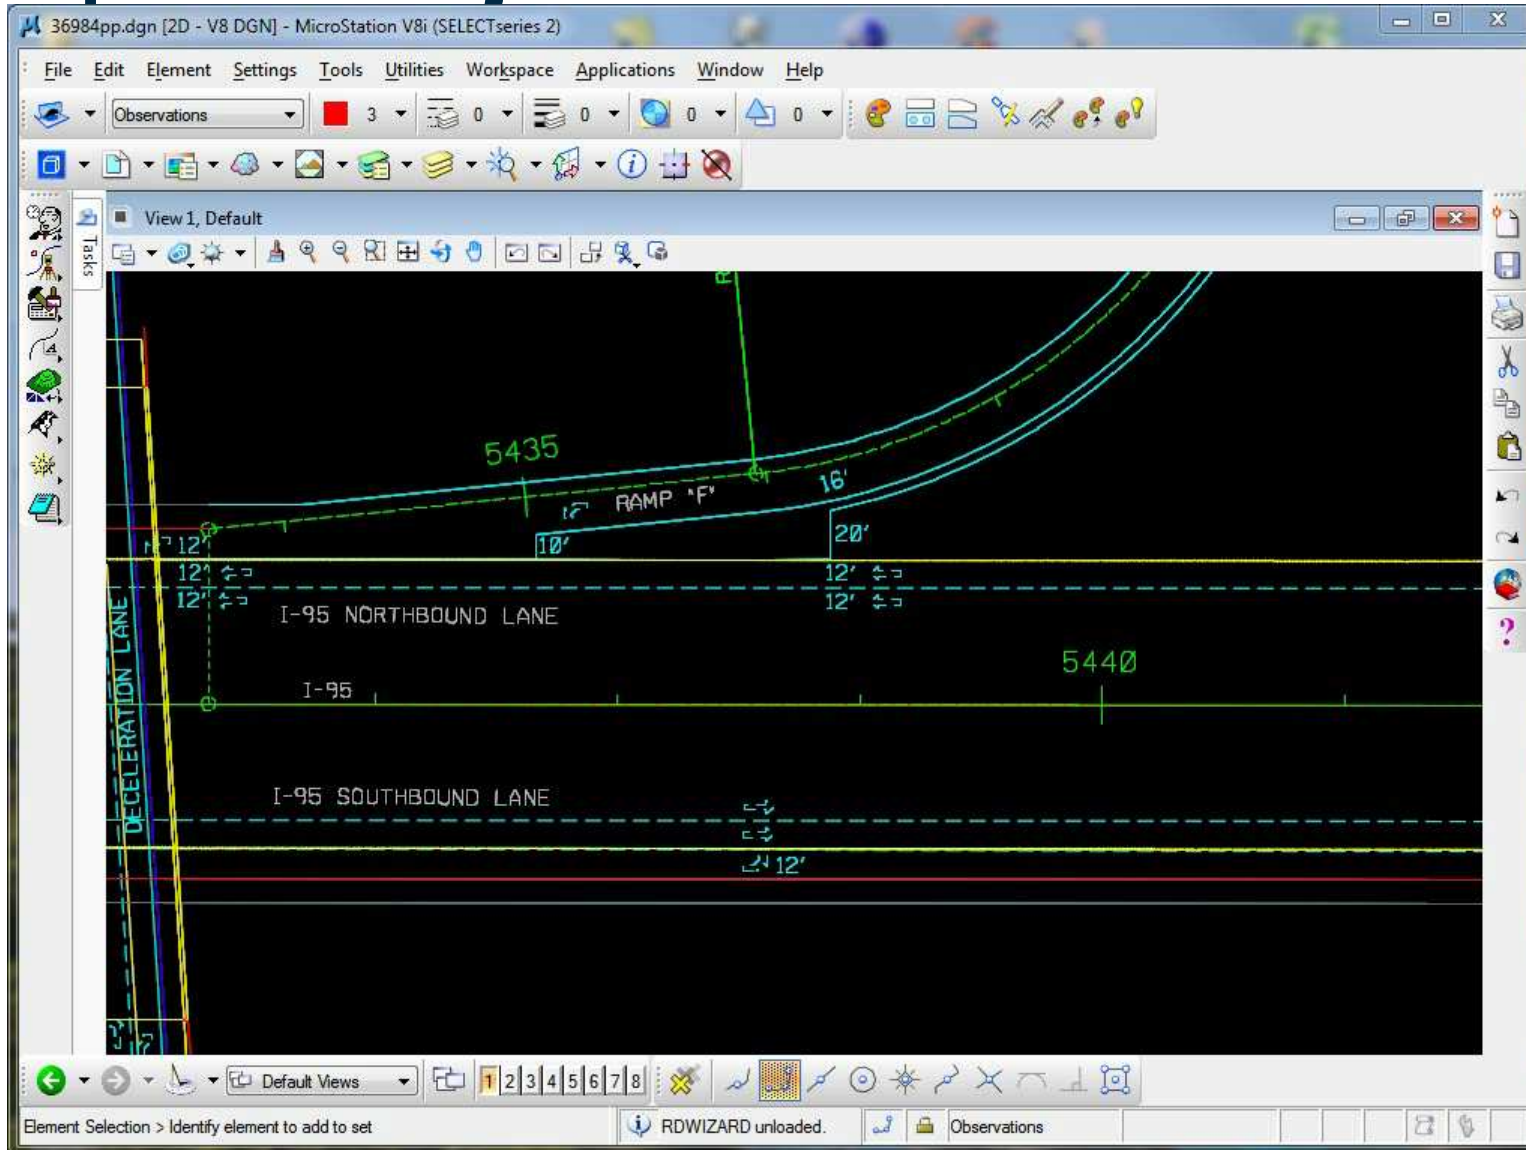 36984pp.dgn [2D - V8 DGN] - MicroStation V8i (SELECTseries 2)
File Edit Element Settings Tools Utilities Workspace Applications Window Help
Observations 3 0 0 0 0
View 1, Default
Tasks
R
5435
16'
RAMP "F"
12' 10' 20'
12' 12'
12' 12'
I-95 NORTHBOUND LANE
DECELERATION LANE
5440
I-95
I-95 SOUTHBOUND LANE
12'
Default Views 1 2 3 4 5 6 7 8
Element Selection > Identify element to add to set RDWIZARD unloaded. Observations